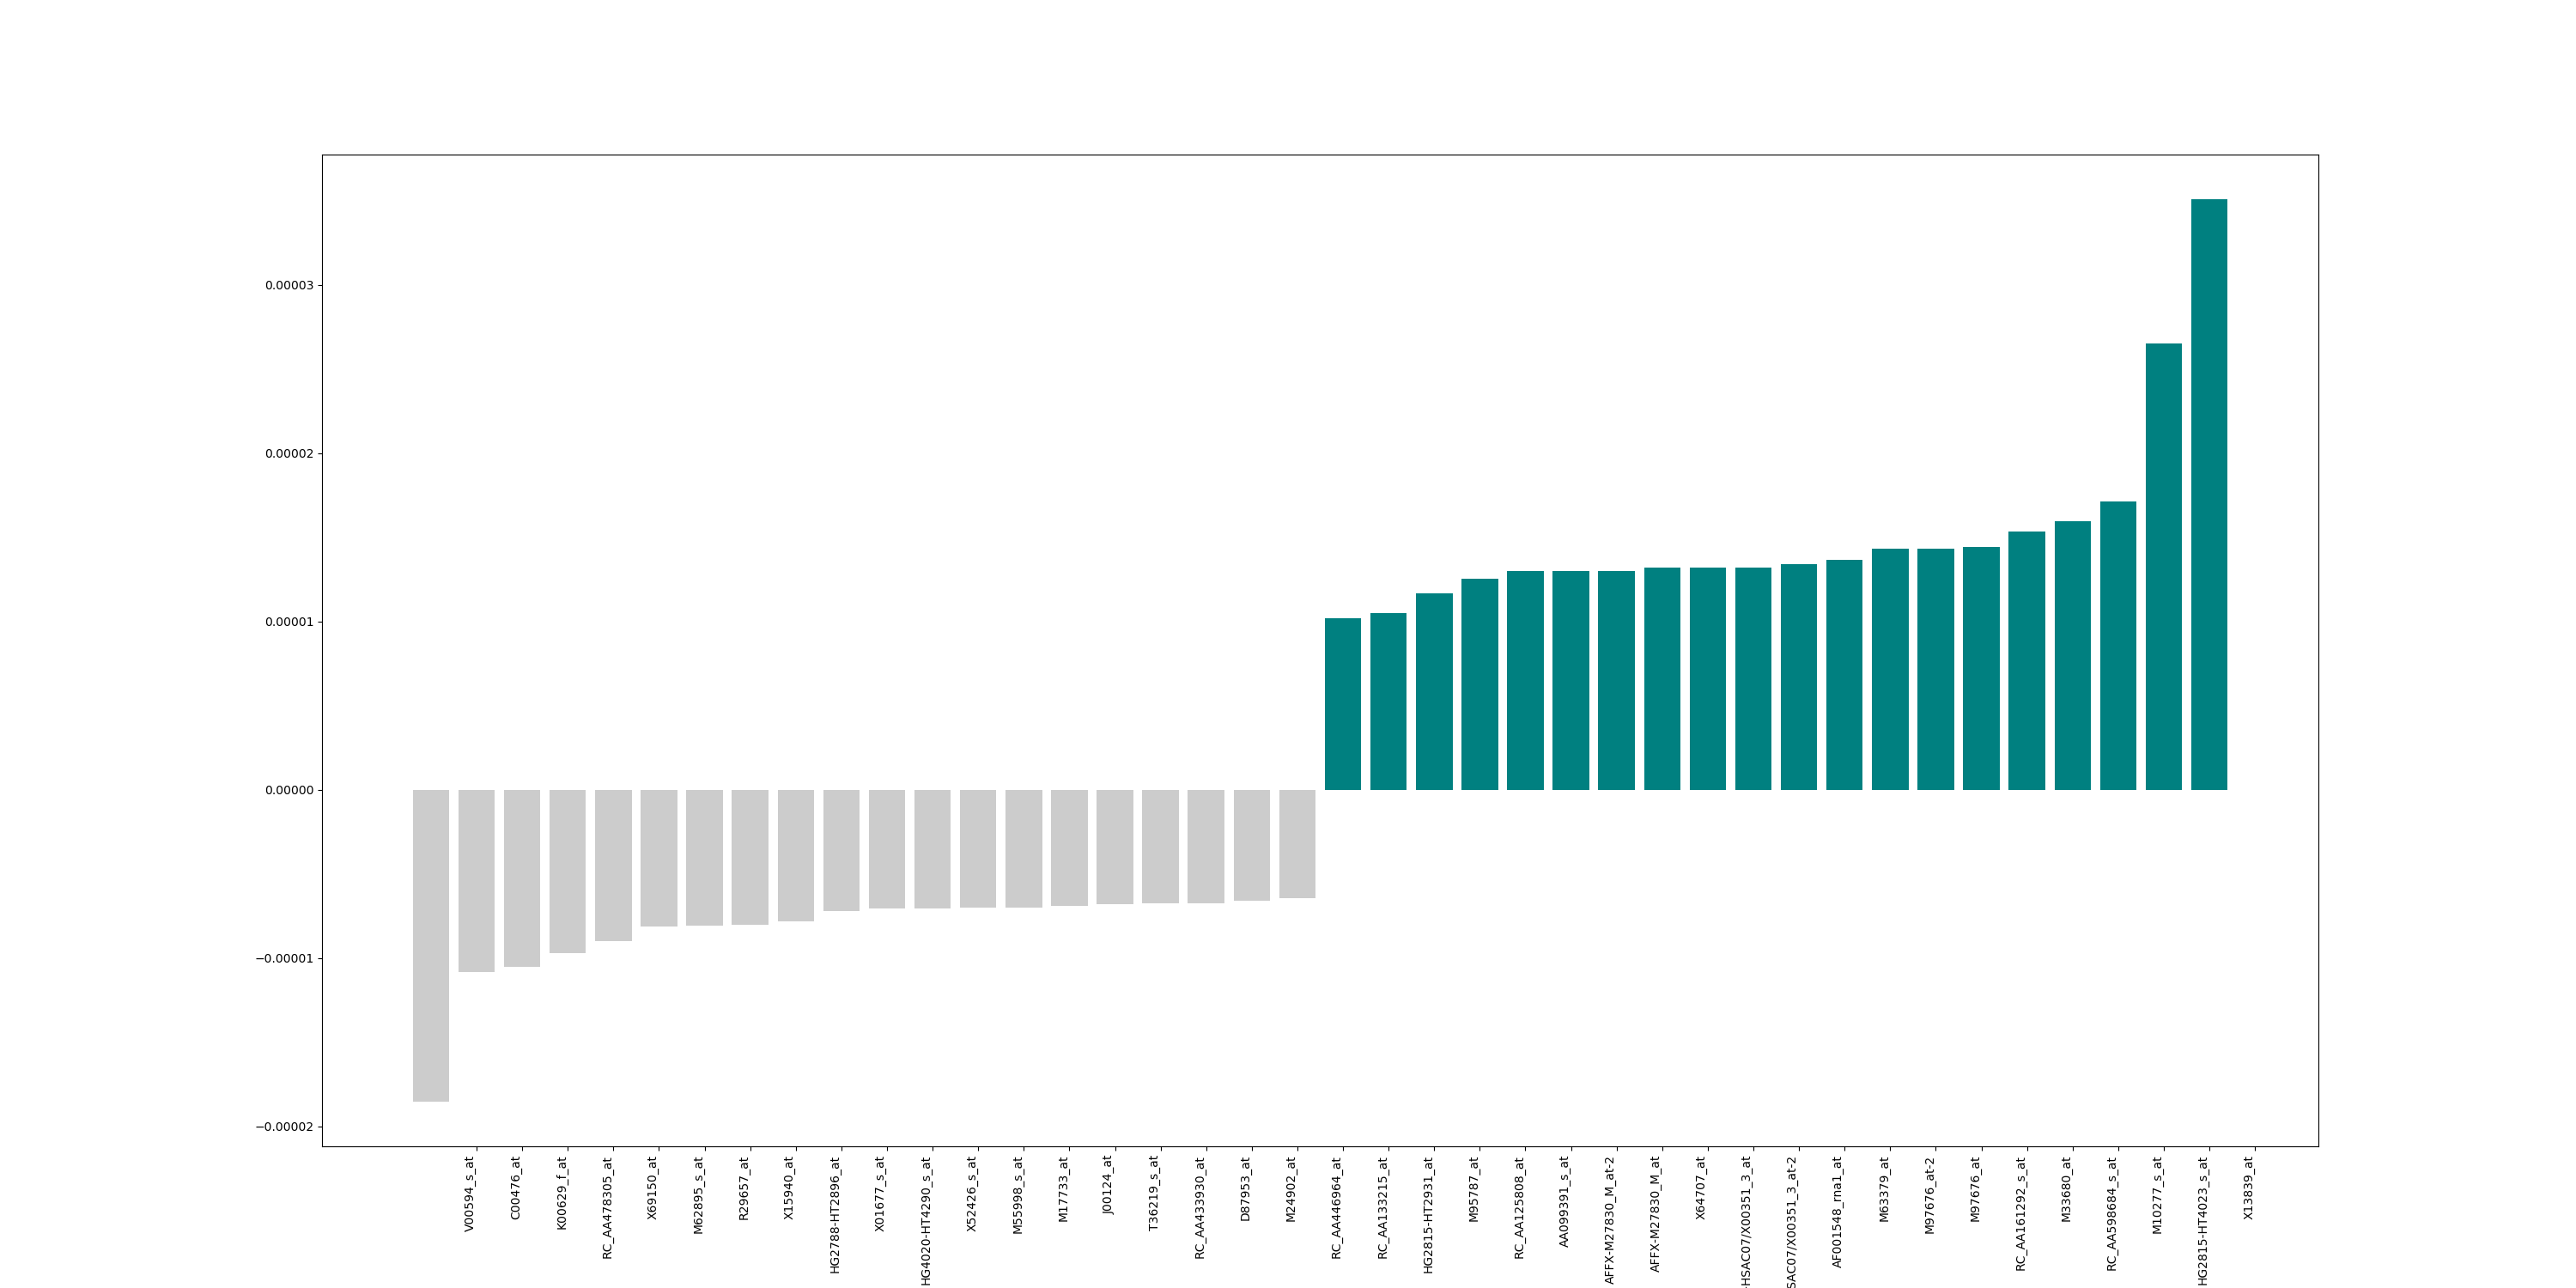 0.00003
0.00002
0.00001
0.00000
−0.00001
−0.00002
V00594_s_at
C00476_at
K00629_f_at
RC_AA478305_at
X69150_at
M62895_s_at
R29657_at
X15940_at
HG2788-HT2896_at
X01677_s_at
HG4020-HT4290_s_at
X52426_s_at
M55998_s_at
M17733_at
J00124_at
T36219_s_at
RC_AA433930_at
D87953_at
M24902_at
RC_AA446964_at
RC_AA133215_at
HG2815-HT2931_at
M95787_at
RC_AA125808_at
AA099391_s_at
AFFX-M27830_M_at-2
AFFX-M27830_M_at
X64707_at
HSAC07/X00351_3_at
SAC07/X00351_3_at-2
AF001548_rna1_at
M63379_at
M97676_at-2
M97676_at
RC_AA161292_s_at
M33680_at
RC_AA598684_s_at
M10277_s_at
HG2815-HT4023_s_at
X13839_at